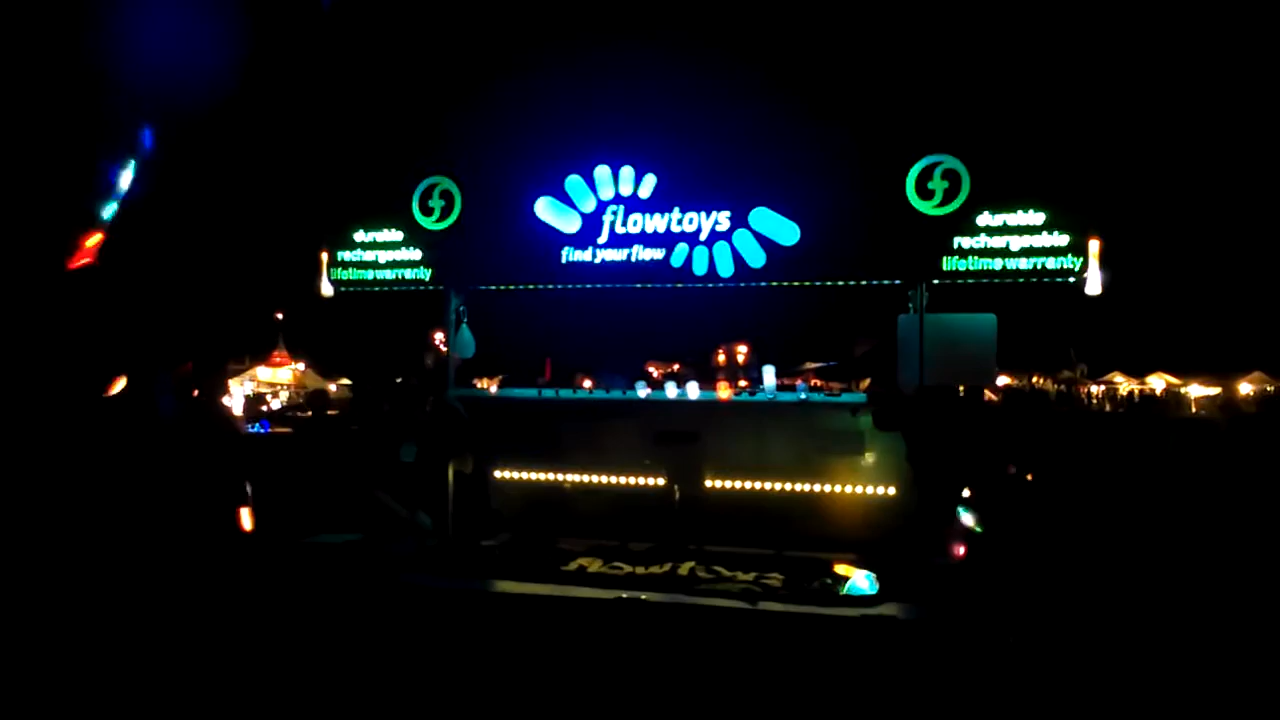 flowtoys
find your flow
durable
rechargeable
lifetime warranty
durable
rechargeable
lifetime warranty
flowtoys